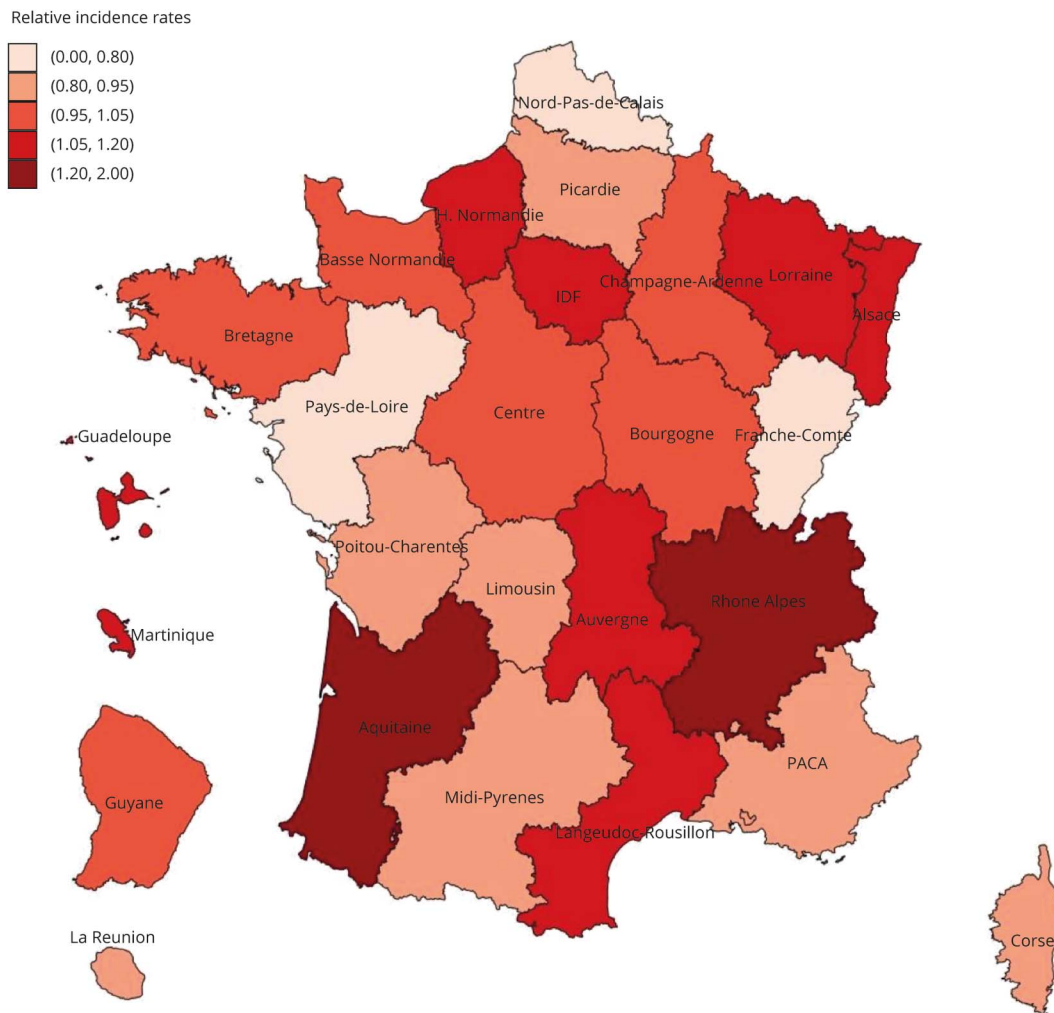 Relative incidence rates
(0.00, 0.80)
(0.80, 0.95)
(0.95, 1.05)
(1.05, 1.20)
(1.20, 2.00)
Nord-Pas-de-Calais
Picardie
H. Normandie
Basse Normandie
Champagne-Ardenne
Lorraine
IDF
Alsace
Bretagne
Pays-de-Loire
Centre
Bourgogne
Franche-Comte
Guadeloupe
Poitou-Charentes
Limousin
Rhone Alpes
Auvergne
Martinique
Aquitaine
PACA
Midi-Pyrenes
Guyane
Langeudoc-Rousillon
La Reunion
Corse